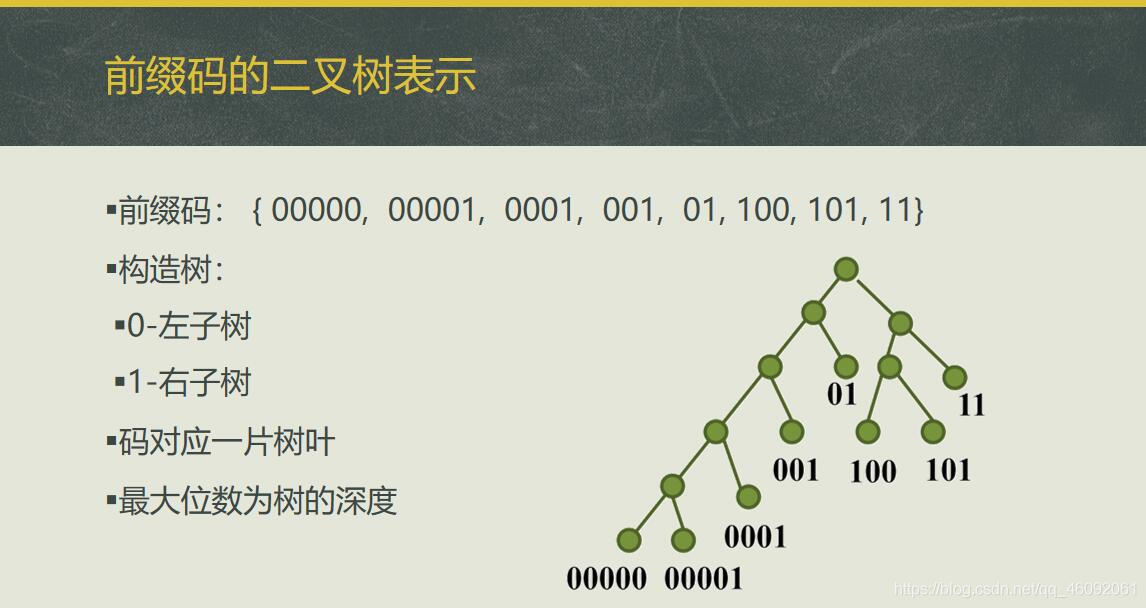 前缀码的二叉树表示
▪前缀码: { 00000, 00001, 0001, 001, 01, 100, 101, 11}
▪构造树:
▪0-左子树
▪1-右子树
▪码对应一片树叶
▪最大位数为树的深度
01
11
001 100 101
0001
00000 00001
https://blog.csdn.net/qq_46092061